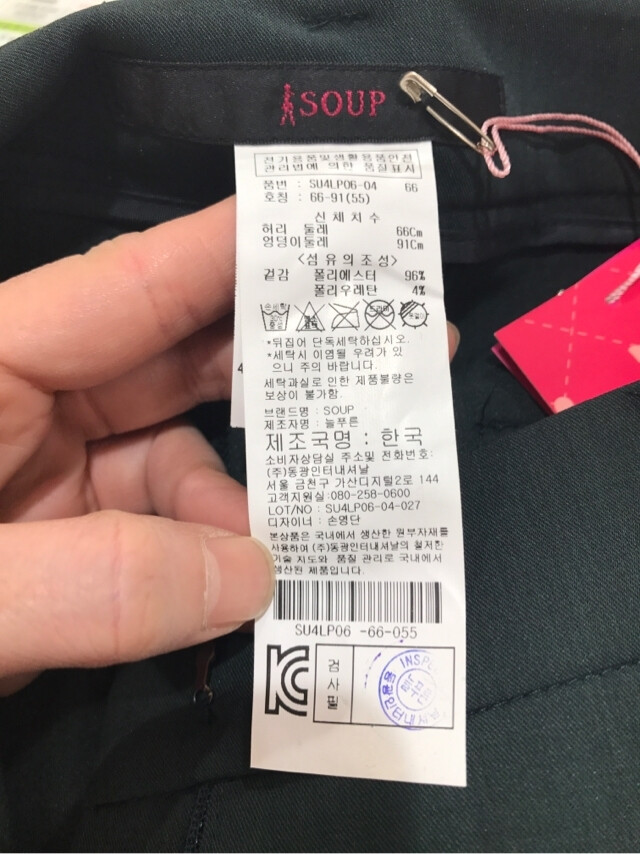 SOUP
전기용품및생활용품안전
관리법에 의한 품질표시
품번 : SU4LP06-04 66
호칭 : 66-91(55)
신체치수
허리 둘레 66Cm
엉덩이둘레 91Cm
<섬유의조성>
겉감 폴리에스터 96%
폴리우레탄 4%
손비틂
드라이
*뒤집어 단독세탁하십시오.
*세탁시 이염될 우려가 있
으니 주의 바랍니다.
세탁과실로 인한 제품불량은
보상이 불가함.
브랜드명 : SOUP
제조자명 : 늘푸른
제조국명 : 한국
소비자상담실 주소및 전화번호:
(주)동광인터내셔날
서울 금천구 가산디지털2로 144
고객지원실:080-258-0600
LOT/NO : SU4LP06-04-027
디자이너 : 손영단
본상품은 국내에서 생산한 원부자재를
사용하여 (주)동광인터내셔날의 철저한
기술 지도와 품질 관리로 국내에서
생산된 제품입니다.
SU4LP06 -66-055
검사필